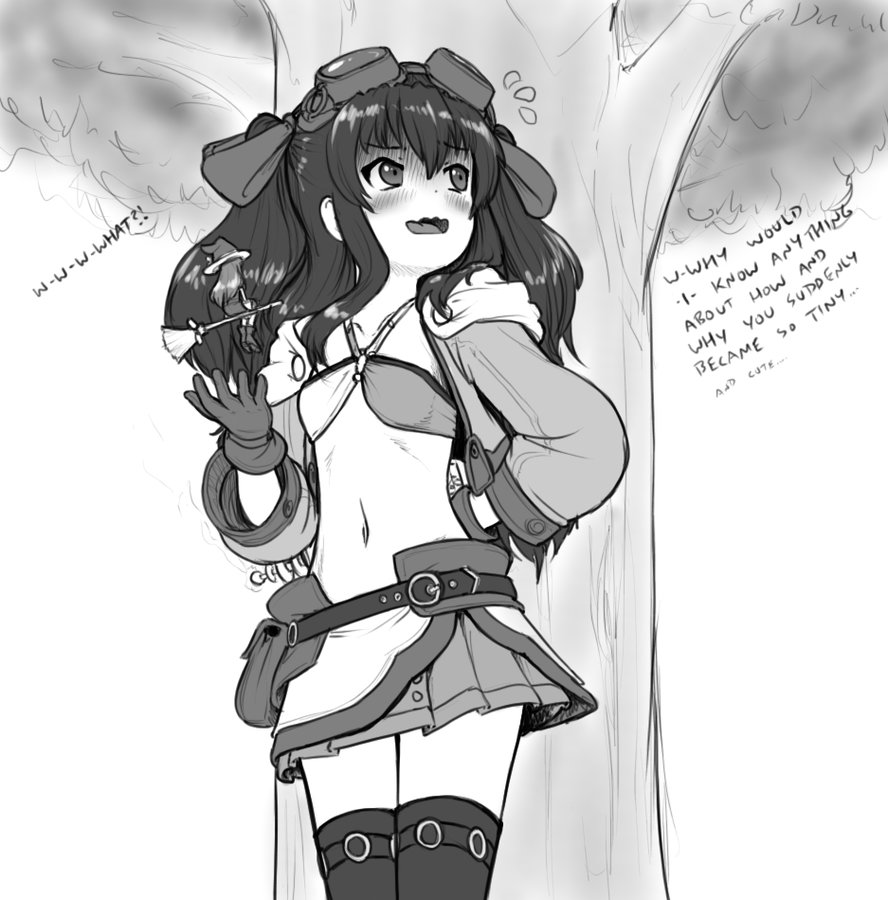 W-W-W-WHAT?!
W-WHY WOULD
-I- KNOW ANYTHING
ABOUT HOW AND
WHY YOU SUDDENLY
BECAME SO TINY...
AND CUTE....